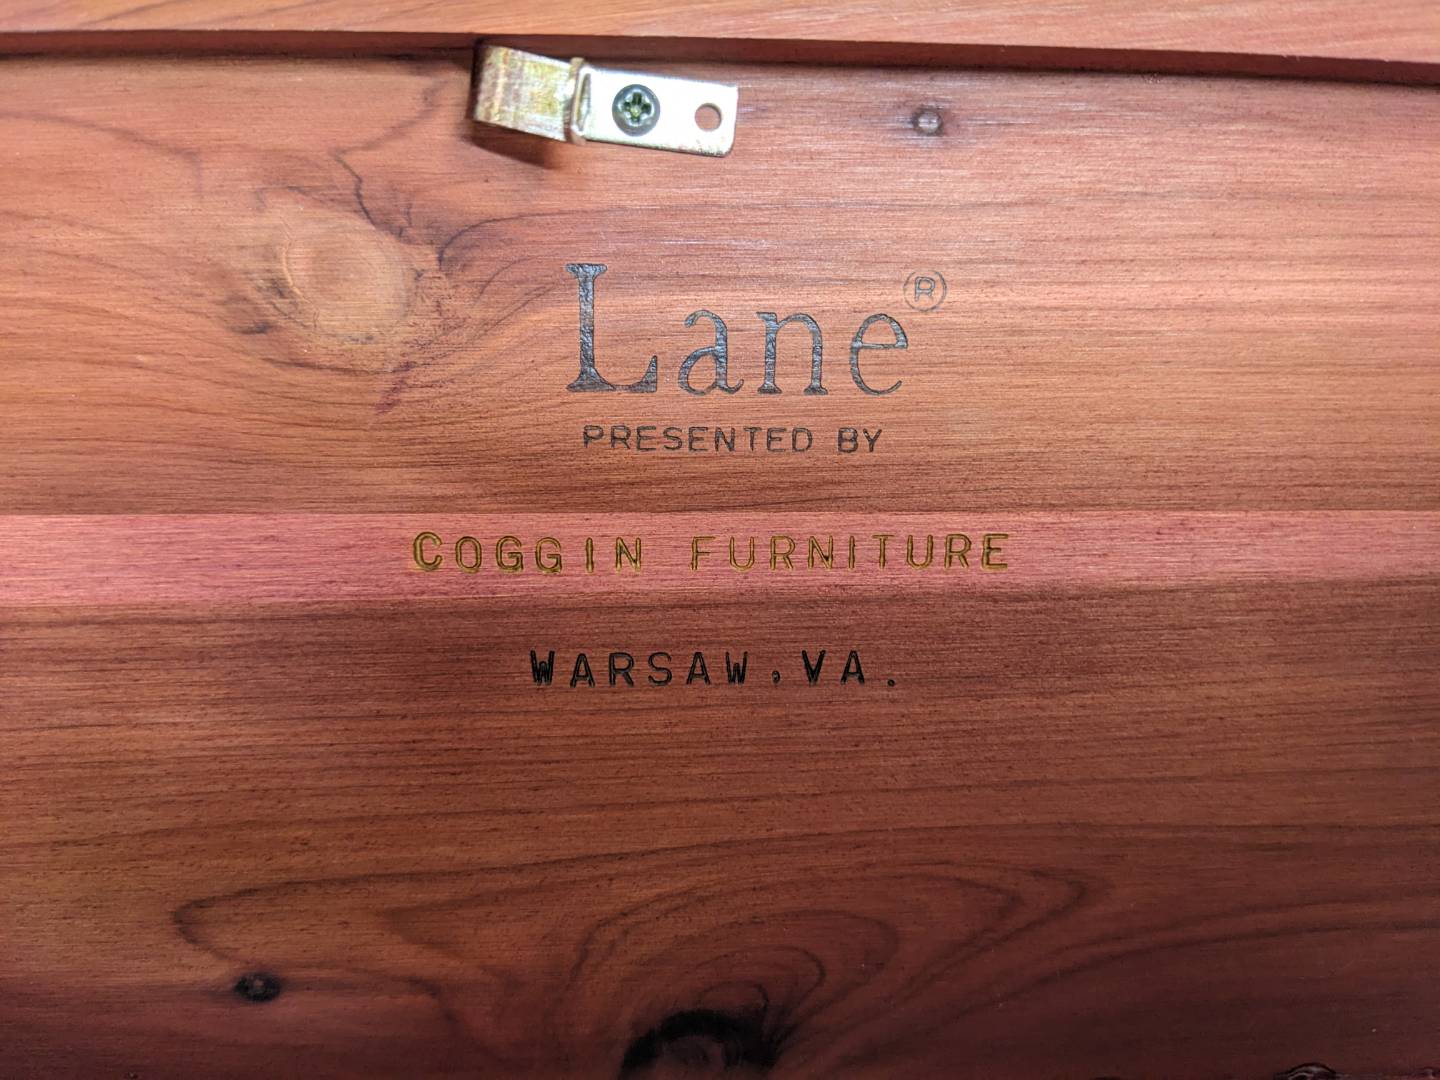 Lane®
PRESENTED BY
COGGIN FURNITURE
WARSAW, VA.